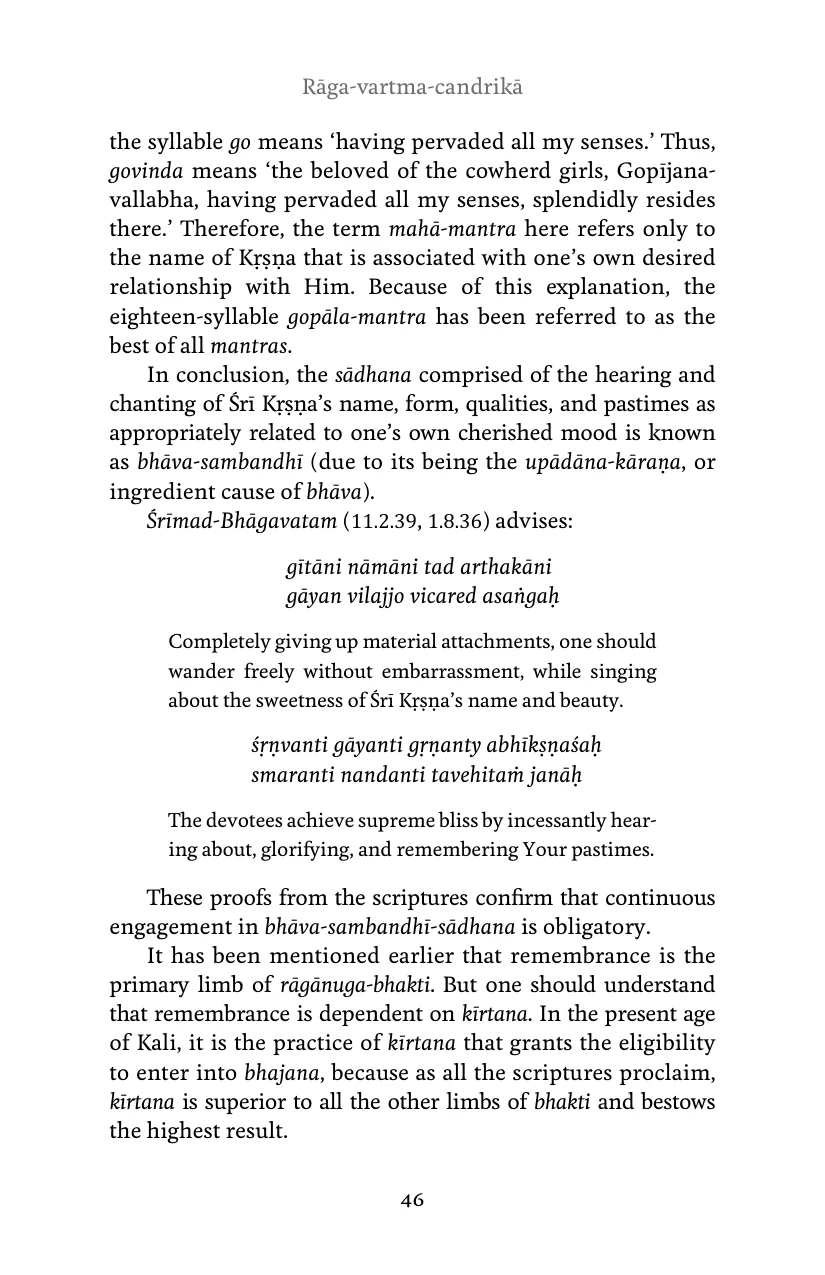 Rāga-vartma-candrikā
the syllable go means ‘having pervaded all my senses.’ Thus,
govinda means ‘the beloved of the cowherd girls, Gopījana-
vallabha, having pervaded all my senses, splendidly resides
there.’ Therefore, the term mahā-mantra here refers only to
the name of Kṛṣṇa that is associated with one’s own desired
relationship with Him. Because of this explanation, the
eighteen-syllable gopāla-mantra has been referred to as the
best of all mantras.
In conclusion, the sādhana comprised of the hearing and
chanting of Śrī Kṛṣṇa’s name, form, qualities, and pastimes as
appropriately related to one’s own cherished mood is known
as bhāva-sambandhī (due to its being the upādāna-kāraṇa, or
ingredient cause of bhāva).
Śrīmad-Bhāgavatam (11.2.39, 1.8.36) advises:
gītāni nāmāni tad arthakāni
gāyan vilajjo vicared asaṅgaḥ
Completely giving up material attachments, one should
wander freely without embarrassment, while singing
about the sweetness of Śrī Kṛṣṇa’s name and beauty.
śṛṇvanti gāyanti gṛṇanty abhīkṣṇaśaḥ
smaranti nandanti tavehitaṁ janāḥ
The devotees achieve supreme bliss by incessantly hear-
ing about, glorifying, and remembering Your pastimes.
These proofs from the scriptures confirm that continuous
engagement in bhāva-sambandhī-sādhana is obligatory.
It has been mentioned earlier that remembrance is the
primary limb of rāgānuga-bhakti. But one should understand
that remembrance is dependent on kīrtana. In the present age
of Kali, it is the practice of kīrtana that grants the eligibility
to enter into bhajana, because as all the scriptures proclaim,
kīrtana is superior to all the other limbs of bhakti and bestows
the highest result.
46